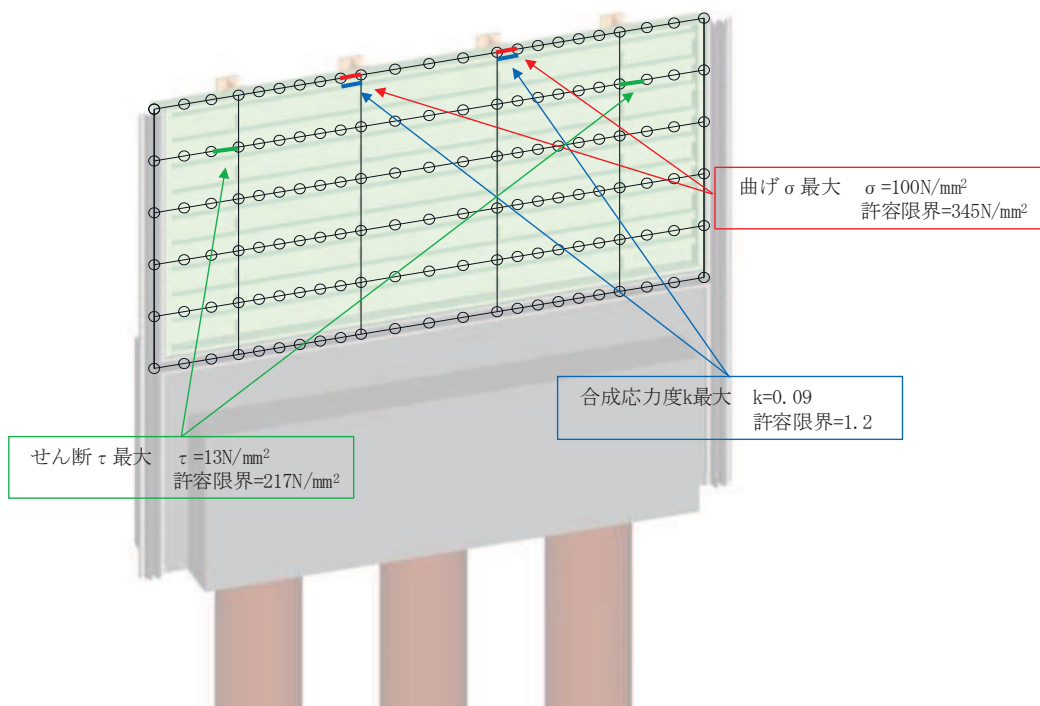 曲げσ最大 σ=100N/mm²
許容限界=345N/mm²
合成応力度k最大 k=0.09
許容限界=1.2
せん断τ最大 τ=13N/mm²
許容限界=217N/mm²